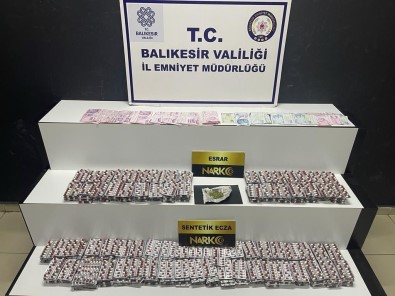 T.C.
BALIKESİR
VALİLİĞİ
T.C.
BALIKESİR VALİLİĞİ
İL EMNİYET MÜDÜRLÜĞÜ
ESRAR
NARKO
SENTETİK ECZA
NARKO